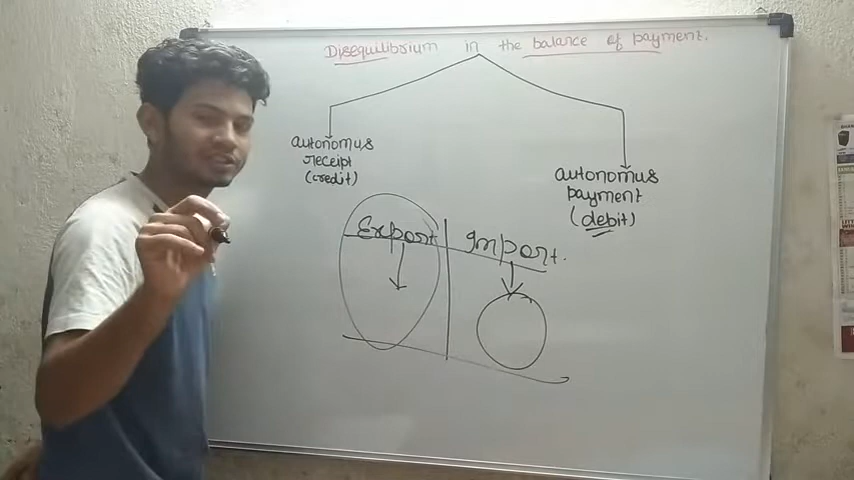 Disequilibrium in the balance of payment.
autonomus
receipt
(credit)
autonomus
payment
(debit)
Export
Import.